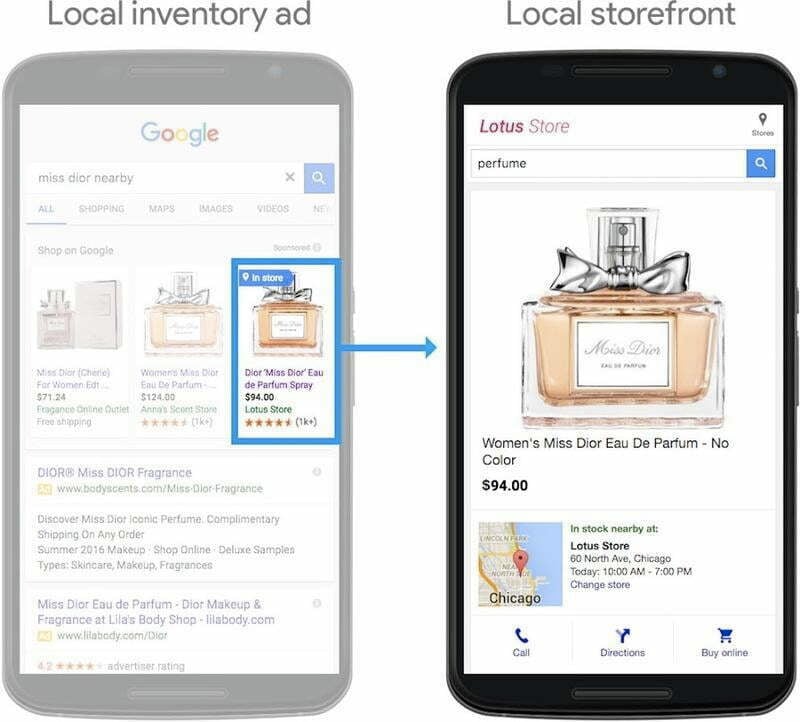 Local inventory ad
Google
miss dior nearby
ALL SHOPPING MAPS IMAGES VIDEOS
Shop on Google
Sponsored
Miss Dior (Cherie)
For Women Edt ...
$71.24
Fragance Online Outlet
Free shipping
Miss Dior
Women's Miss Dior
Eau De Parfum - ...
$124.00
Anna's Scent Store
(1k+)
In store
Miss Dior
Dior 'Miss Dior' Eau
de Parfum Spray
$94.00
Lotus Store
(1k+)
DIOR® Miss DIOR Fragrance
Ad www.bodyscents.com/Miss-Dior-Fragrance
Discover Miss Dior iconic Perfume. Complimentary
Shipping On Any Order
Summer 2016 Makeup · Shop Online · Deluxe Samples
Types: Skincare, Makeup, Fragrances
Miss Dior Eau de Parfum - Dior Makeup &
Fragrance at Lila's Body Shop - lilabody.com
Ad www.lilabody.com/Dior
4.2 advertiser rating
Local storefront
Lotus Store
Stores
perfume
Miss Dior
EAU DE PARFUM
Women's Miss Dior Eau De Parfum - No
Color
$94.00
LINCOLN PARK
NEAR
NORTH SIDE
Chicago
In stock nearby at:
Lotus Store
60 North Ave, Chicago
Today: 10:00 AM - 7:00 PM
Change store
Call
Directions
Buy online